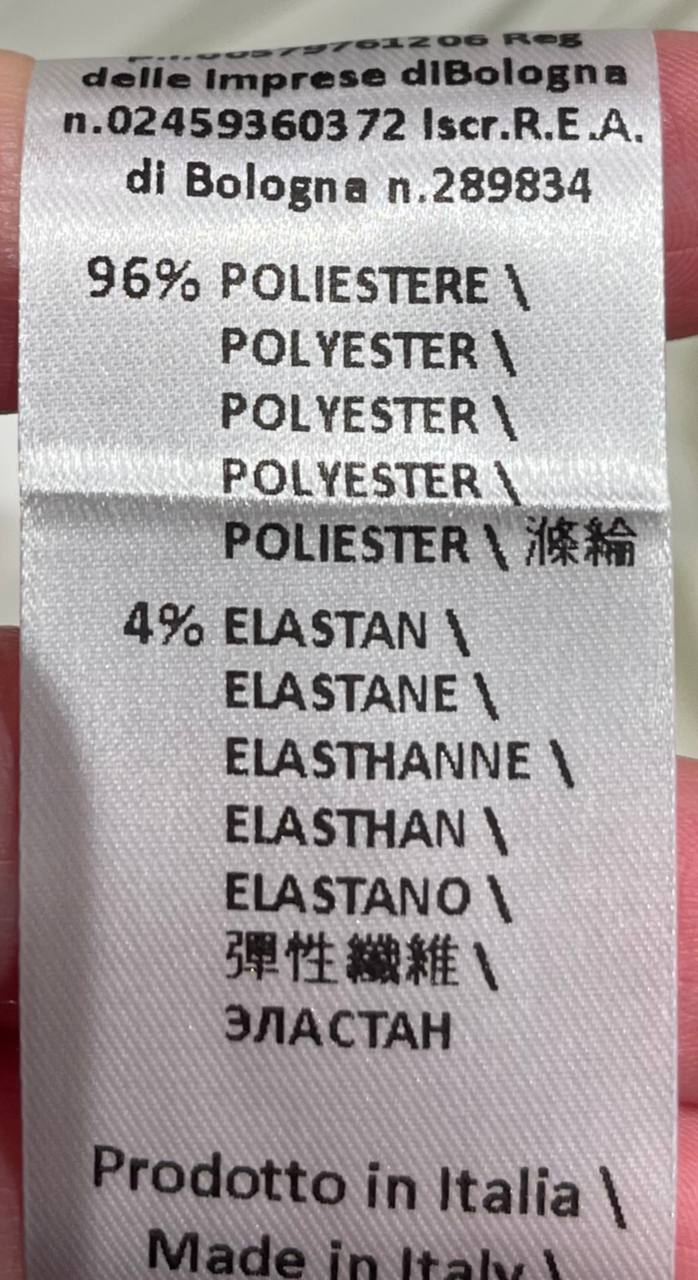 Reg
delle Imprese diBologna
n.02459360372 Iscr.R.E.A.
di Bologna n.289834
96% POLIESTERE \
POLYESTER \
POLYESTER \
POLYESTER \
POLIESTER \ 滌綸
4% ELASTAN \
ELASTANE \
ELASTHANNE \
ELASTHAN \
ELASTANO \
彈性纖維 \
ЭЛАСТАН
Prodotto in Italia \
Made in Italy \